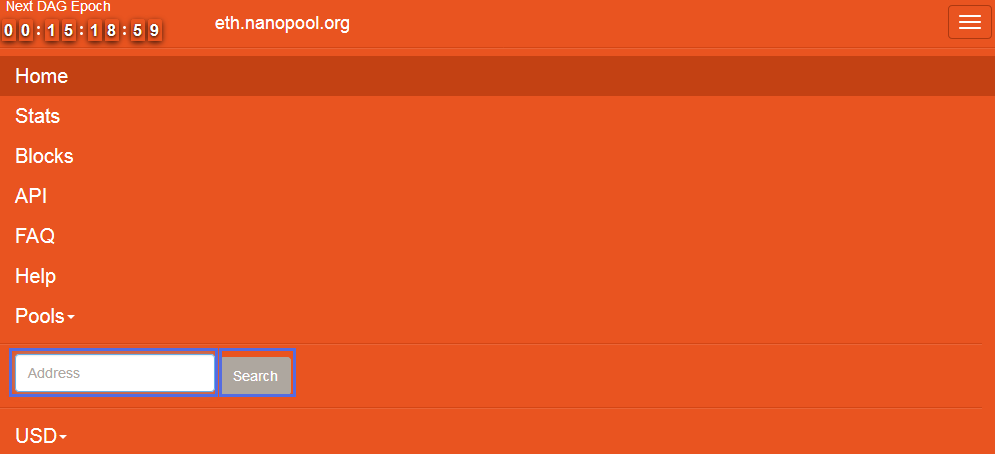 Next DAG Epoch
00:15:18:59
eth.nanopool.org
Home
Stats
Blocks
API
FAQ
Help
Pools
Address
Search
USD